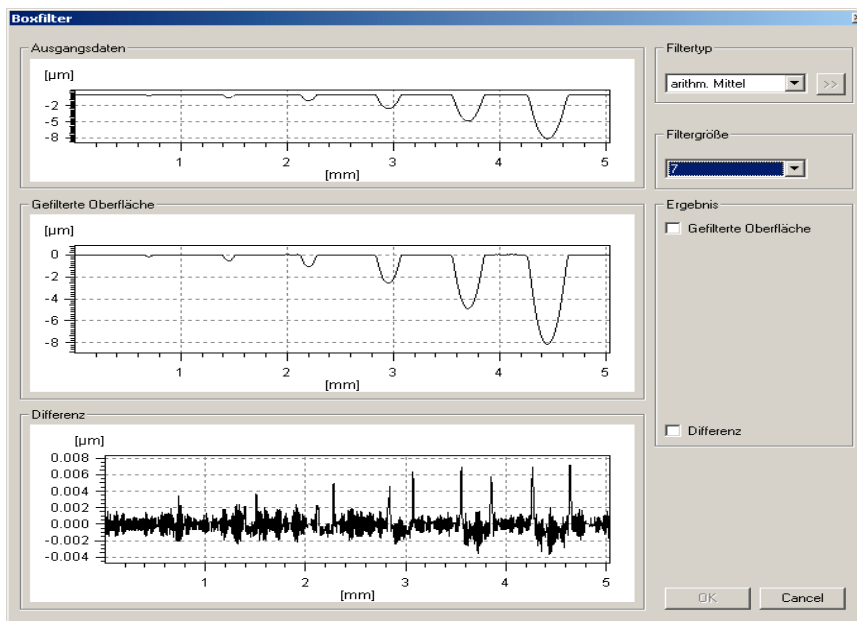 Boxfilter
Ausgangsdaten
[µm]
-2
-5
-8
1 2 3 4 5
[mm]
Gefilterte Oberfläche
[µm]
0
-2
-4
-6
-8
1 2 3 4 5
[mm]
Differenz
[µm]
0.008
0.006
0.004
0.002
0.000
-0.002
-0.004
1 2 3 4 5
[mm]
Filtertyp
arithm. Mittel
>>
Filtergröße
7
Ergebnis
Gefilterte Oberfläche
Differenz
OK Cancel